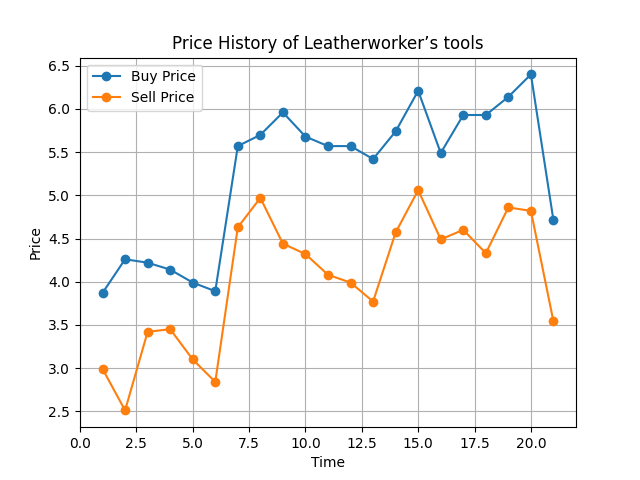 Price History of Leatherworker’s tools
Buy Price
Sell Price
6.5
6.0
5.5
5.0
4.5
4.0
3.5
3.0
2.5
Price
0.0 2.5 5.0 7.5 10.0 12.5 15.0 17.5 20.0
Time